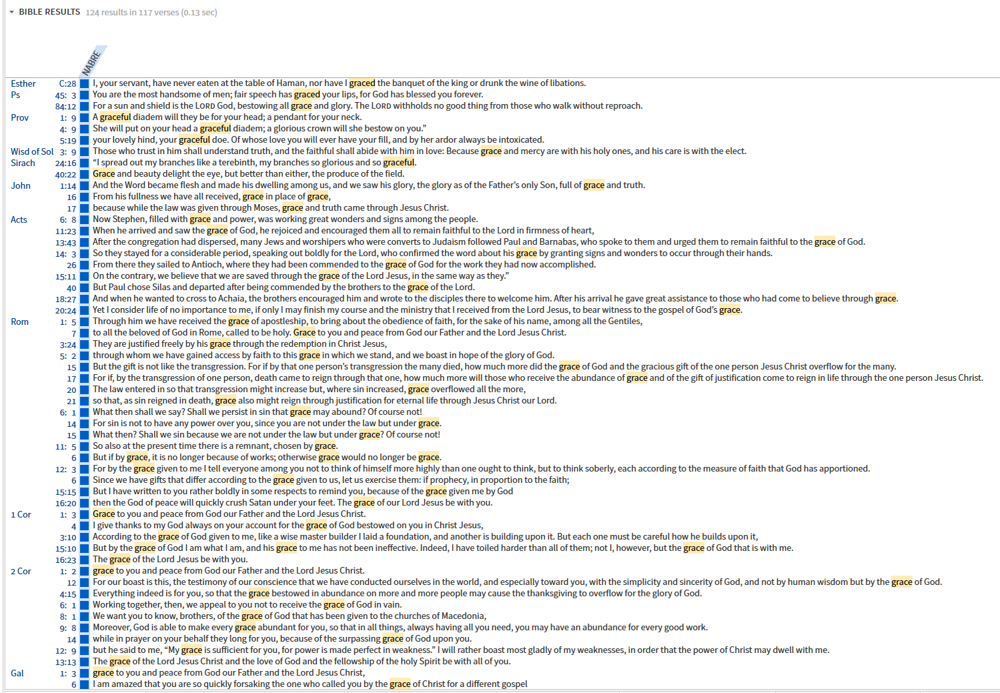 BIBLE RESULTS 124 results in 117 verses (0.13 sec)
NABRE
Esther C:28 I, your servant, have never eaten at the table of Haman, nor have I graced the banquet of the king or drunk the wine of libations.
Ps 45: 3 You are the most handsome of men; fair speech has graced your lips, for God has blessed you forever.
84:12 For a sun and shield is the LORD God, bestowing all grace and glory. The LORD withholds no good thing from those who walk without reproach.
Prov 1: 9 A graceful diadem will they be for your head; a pendant for your neck.
4: 9 She will put on your head a graceful diadem; a glorious crown will she bestow on you.”
5:19 your lovely hind, your graceful doe. Of whose love you will ever have your fill, and by her ardor always be intoxicated.
Wisd of Sol 3: 9 Those who trust in him shall understand truth, and the faithful shall abide with him in love: Because grace and mercy are with his holy ones, and his care is with the elect.
Sirach 24:16 “I spread out my branches like a terebinth, my branches so glorious and so graceful.
40:22 Grace and beauty delight the eye, but better than either, the produce of the field.
John 1:14 And the Word became flesh and made his dwelling among us, and we saw his glory, the glory as of the Father’s only Son, full of grace and truth.
16 From his fullness we have all received, grace in place of grace,
17 because while the law was given through Moses, grace and truth came through Jesus Christ.
Acts 6: 8 Now Stephen, filled with grace and power, was working great wonders and signs among the people.
11:23 When he arrived and saw the grace of God, he rejoiced and encouraged them all to remain faithful to the Lord in firmness of heart,
13:43 After the congregation had dispersed, many Jews and worshipers who were converts to Judaism followed Paul and Barnabas, who spoke to them and urged them to remain faithful to the grace of God.
14: 3 So they stayed for a considerable period, speaking out boldly for the Lord, who confirmed the word about his grace by granting signs and wonders to occur through their hands.
26 From there they sailed to Antioch, where they had been commended to the grace of God for the work they had now accomplished.
15:11 On the contrary, we believe that we are saved through the grace of the Lord Jesus, in the same way as they.”
40 But Paul chose Silas and departed after being commended by the brothers to the grace of the Lord.
18:27 And when he wanted to cross to Achaia, the brothers encouraged him and wrote to the disciples there to welcome him. After his arrival he gave great assistance to those who had come to believe through grace.
20:24 Yet I consider life of no importance to me, if only I may finish my course and the ministry that I received from the Lord Jesus, to bear witness to the gospel of God’s grace.
Rom 1: 5 Through him we have received the grace of apostleship, to bring about the obedience of faith, for the sake of his name, among all the Gentiles,
7 to all the beloved of God in Rome, called to be holy. Grace to you and peace from God our Father and the Lord Jesus Christ.
3:24 They are justified freely by his grace through the redemption in Christ Jesus,
5: 2 through whom we have gained access by faith to this grace in which we stand, and we boast in hope of the glory of God.
15 But the gift is not like the transgression. For if by that one person’s transgression the many died, how much more did the grace of God and the gracious gift of the one person Jesus Christ overflow for the many.
17 For if, by the transgression of one person, death came to reign through that one, how much more will those who receive the abundance of grace and of the gift of justification come to reign in life through the one person Jesus Christ.
20 The law entered in so that transgression might increase but, where sin increased, grace overflowed all the more,
21 so that, as sin reigned in death, grace also might reign through justification for eternal life through Jesus Christ our Lord.
6: 1 What then shall we say? Shall we persist in sin that grace may abound? Of course not!
14 For sin is not to have any power over you, since you are not under the law but under grace.
15 What then? Shall we sin because we are not under the law but under grace? Of course not!
11: 5 So also at the present time there is a remnant, chosen by grace.
6 But if by grace, it is no longer because of works; otherwise grace would no longer be grace.
12: 3 For by the grace given to me I tell everyone among you not to think of himself more highly than one ought to think, but to think soberly, each according to the measure of faith that God has apportioned.
6 Since we have gifts that differ according to the grace given to us, let us exercise them: if prophecy, in proportion to the faith;
15:15 But I have written to you rather boldly in some respects to remind you, because of the grace given me by God
16:20 then the God of peace will quickly crush Satan under your feet. The grace of our Lord Jesus be with you.
1 Cor 1: 3 Grace to you and peace from God our Father and the Lord Jesus Christ.
4 I give thanks to my God always on your account for the grace of God bestowed on you in Christ Jesus,
3:10 According to the grace of God given to me, like a wise master builder I laid a foundation, and another is building upon it. But each one must be careful how he builds upon it,
15:10 But by the grace of God I am what I am, and his grace to me has not been ineffective. Indeed, I have toiled harder than all of them; not I, however, but the grace of God that is with me.
16:23 The grace of the Lord Jesus be with you.
2 Cor 1: 2 grace to you and peace from God our Father and the Lord Jesus Christ.
12 For our boast is this, the testimony of our conscience that we have conducted ourselves in the world, and especially toward you, with the simplicity and sincerity of God, and not by human wisdom but by the grace of God.
4:15 Everything indeed is for you, so that the grace bestowed in abundance on more and more people may cause the thanksgiving to overflow for the glory of God.
6: 1 Working together, then, we appeal to you not to receive the grace of God in vain.
8: 1 We want you to know, brothers, of the grace of God that has been given to the churches of Macedonia,
9: 8 Moreover, God is able to make every grace abundant for you, so that in all things, always having all you need, you may have an abundance for every good work.
14 while in prayer on your behalf they long for you, because of the surpassing grace of God upon you.
12: 9 but he said to me, “My grace is sufficient for you, for power is made perfect in weakness.” I will rather boast most gladly of my weaknesses, in order that the power of Christ may dwell with me.
13:13 The grace of the Lord Jesus Christ and the love of God and the fellowship of the holy Spirit be with all of you.
Gal 1: 3 grace to you and peace from God our Father and the Lord Jesus Christ,
6 I am amazed that you are so quickly forsaking the one who called you by the grace of Christ for a different gospel